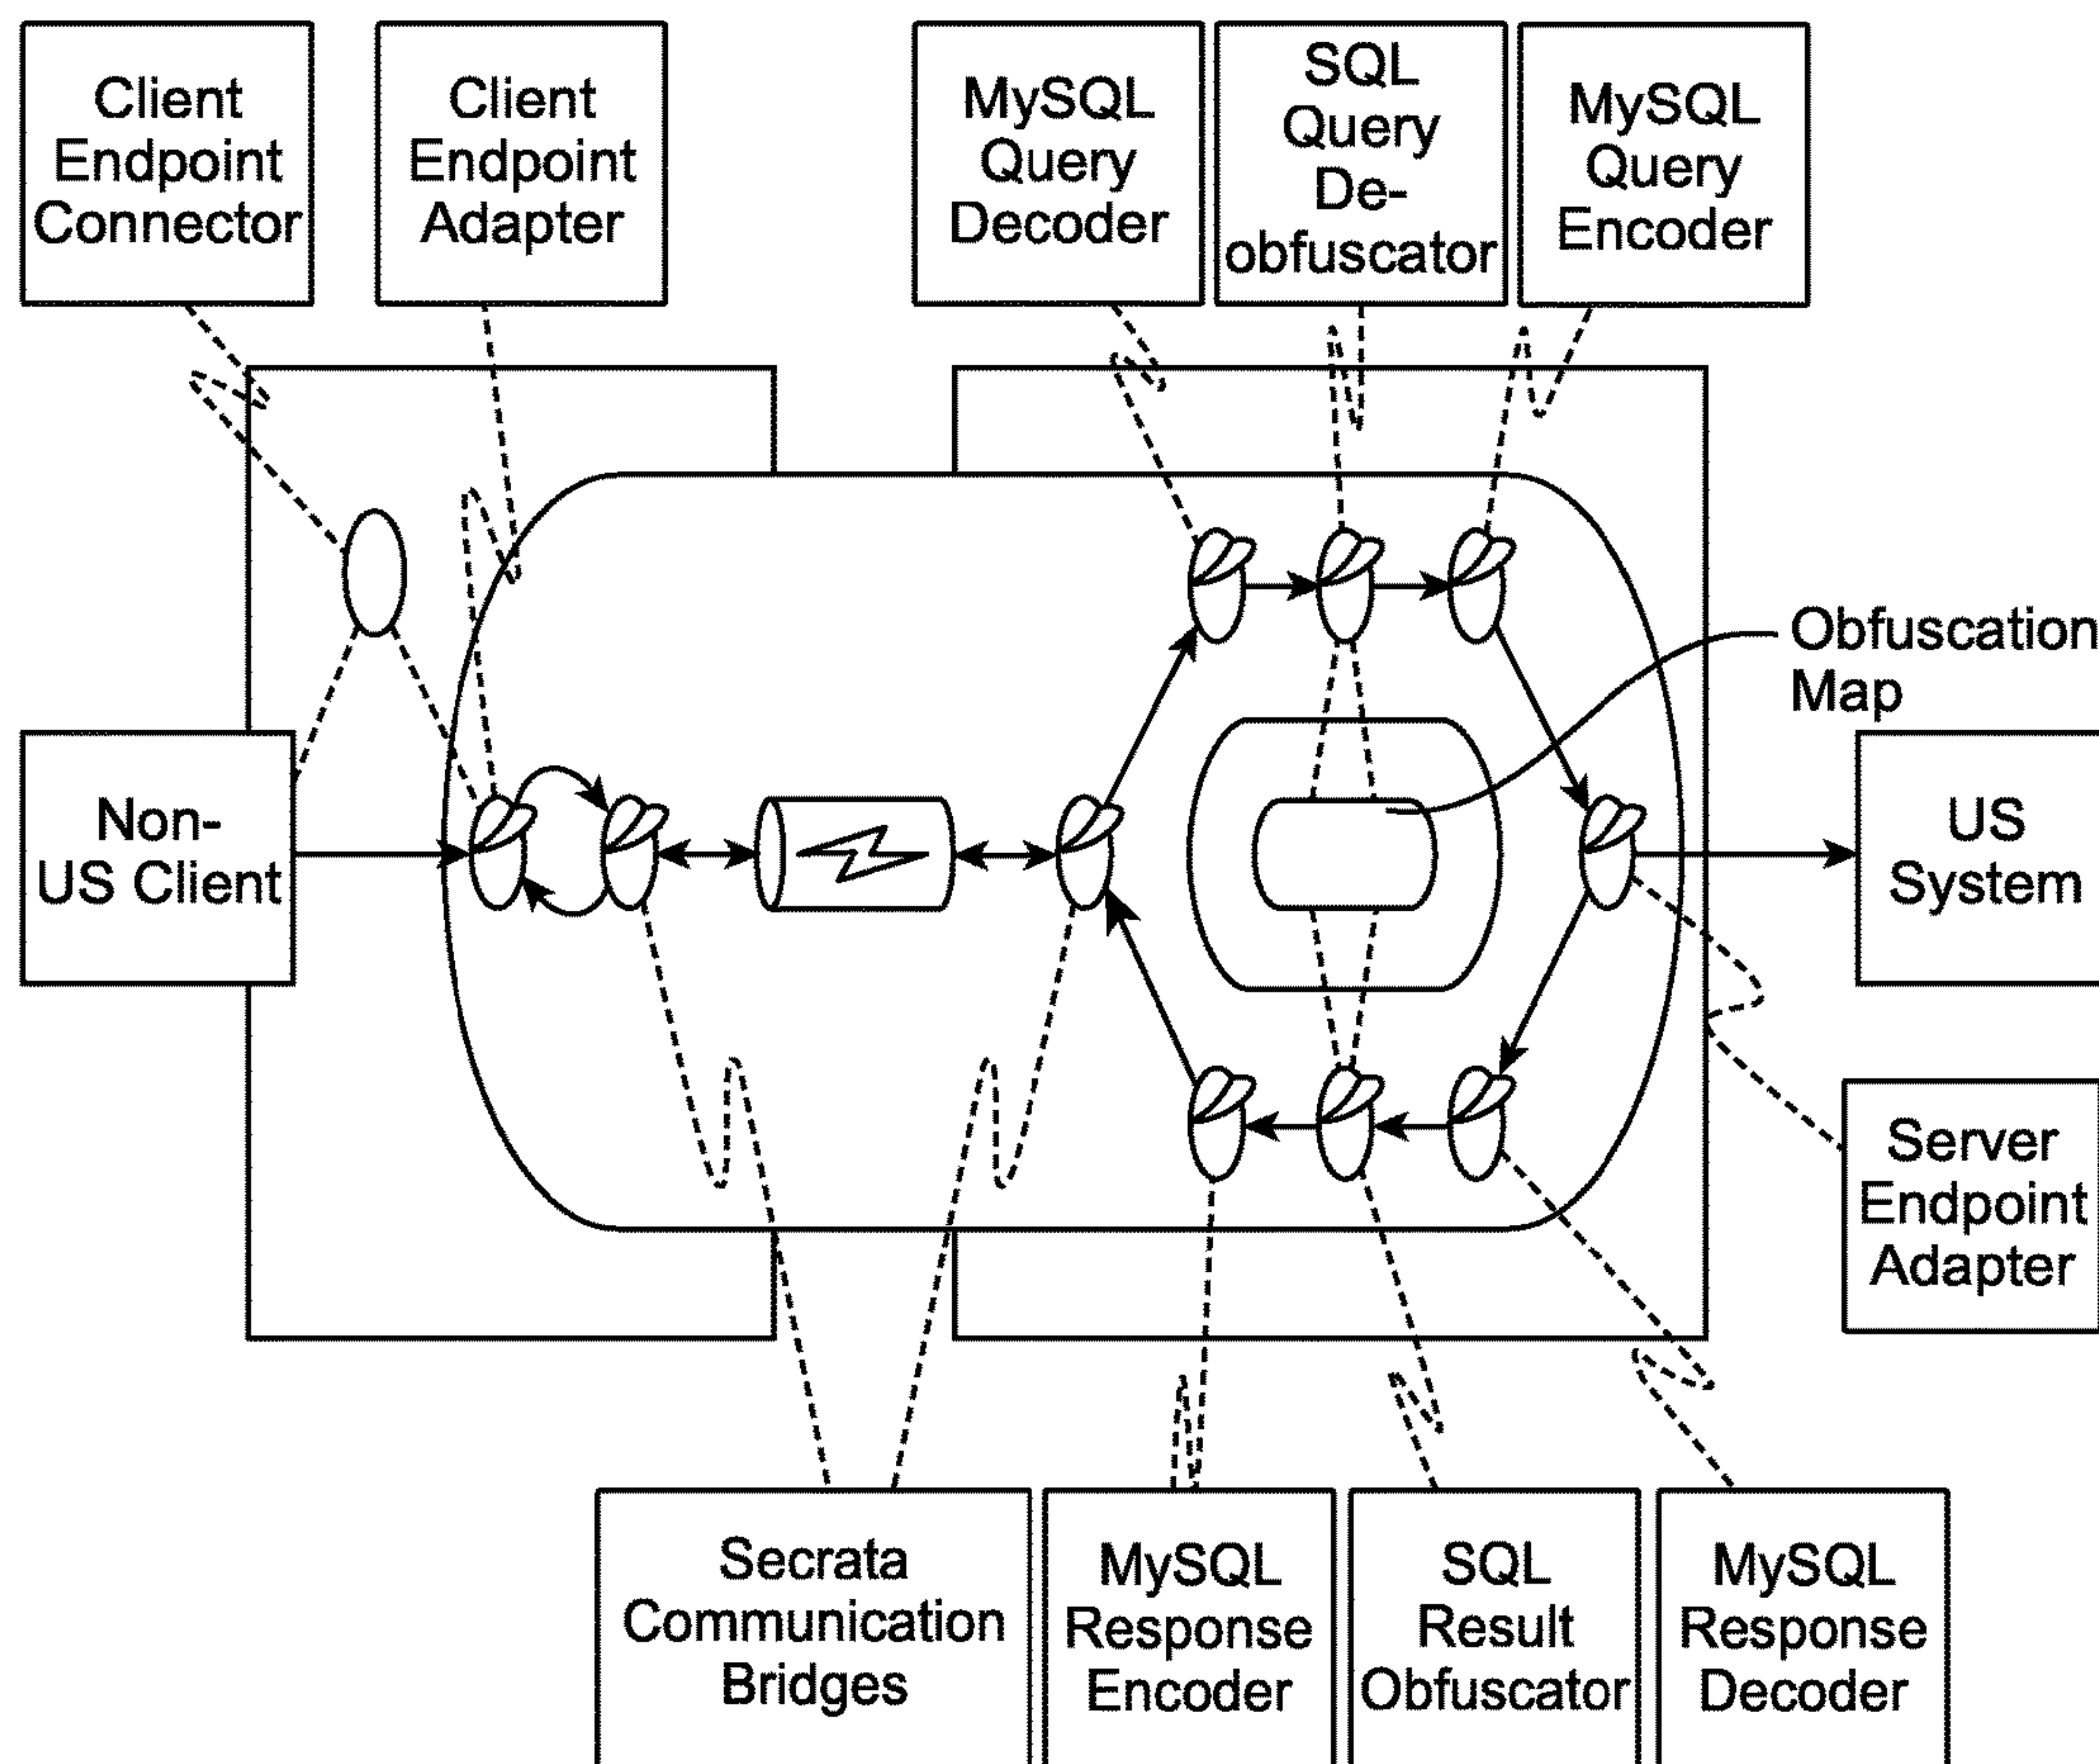 Client
Endpoint
Connector
Client
Endpoint
Adapter
MySQL
Query
Decoder
SQL
Query
De-
obfuscator
MySQL
Query
Encoder
Obfuscation
Map
Non-
US Client
US
System
Server
Endpoint
Adapter
Secrata
Communication
Bridges
MySQL
Response
Encoder
SQL
Result
Obfuscator
MySQL
Response
Decoder